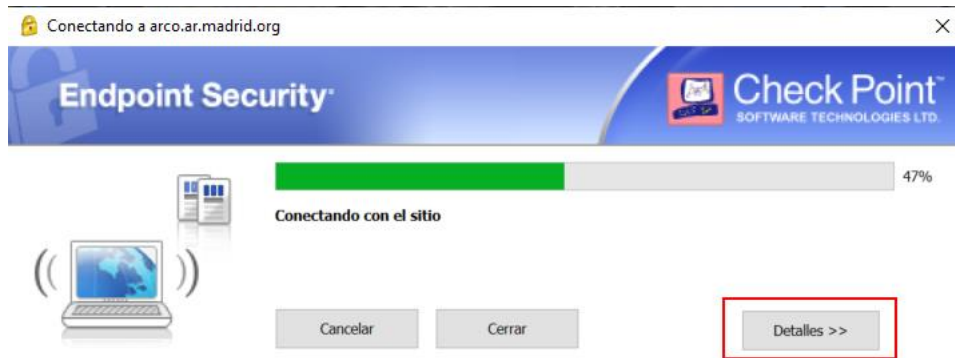 Conectando a arco.ar.madrid.org
Endpoint Security
Check Point™
SOFTWARE TECHNOLOGIES LTD.
47%
Conectando con el sitio
Cancelar
Cerrar
Detalles >>